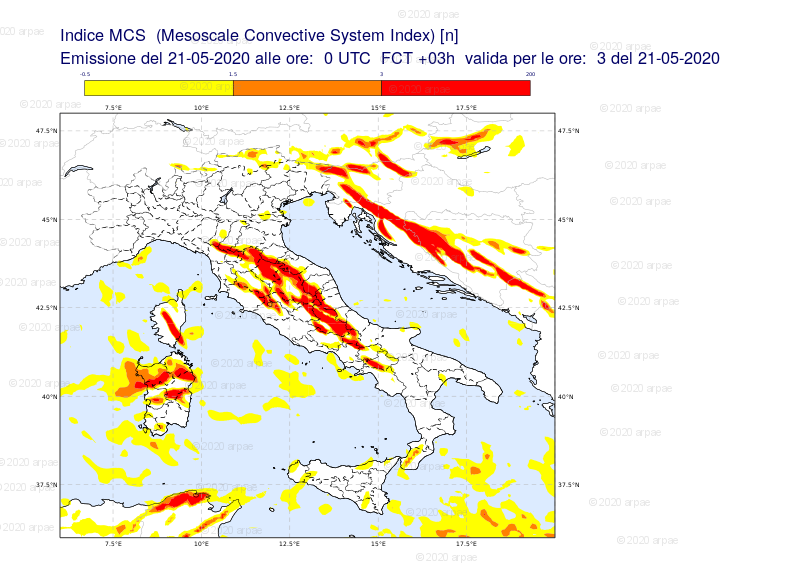 ©2020 arpae
Indice MCS (Mesoscale Convective System Index) [n]
Emissione del 21-05-2020 alle ore: 0 UTC FCT +03h valida per le ore: 3 del 21-05-2020
-0.5 1.5 3 200
7.5°E 10°E 12.5°E 15°E 17.5°E
47.5°N 47.5°N
45°N 45°N
42.5°N 42.5°N
40°N 40°N
37.5°N 37.5°N
7.5°E 10°E 12.5°E 15°E 17.5°E
©2020 arpae